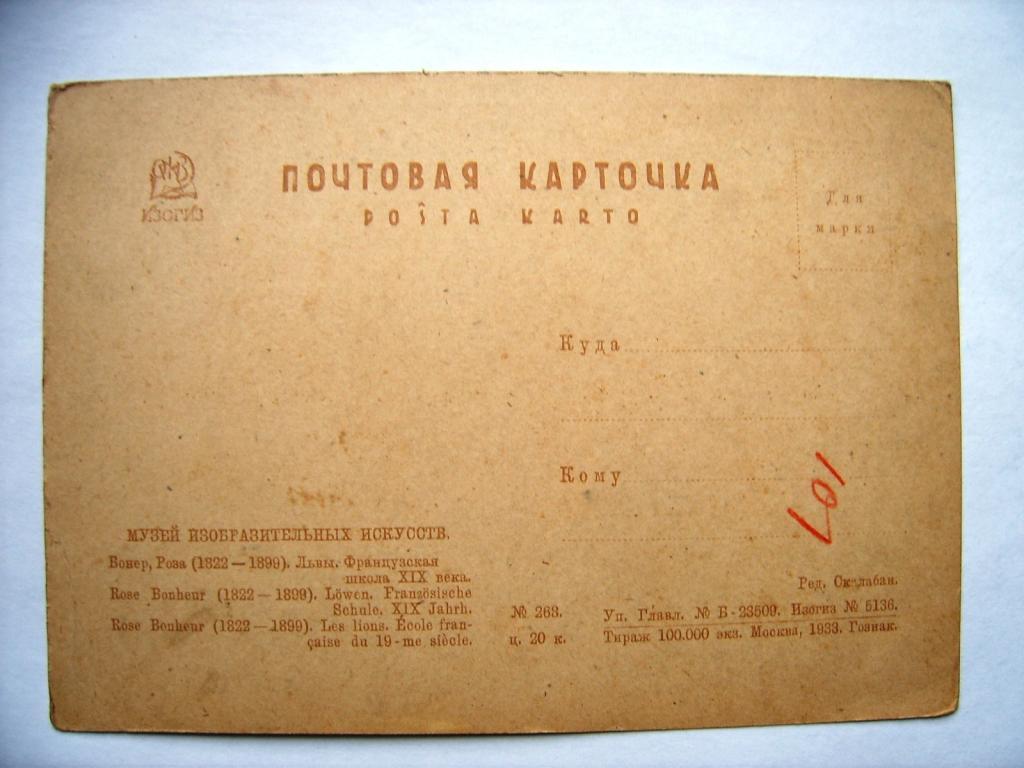 ИЗОГИЗ
ПОЧТОВАЯ КАРТОЧКА
POŜTA KARTO
Для
марки
Куда
Кому
107
МУЗЕЙ ИЗОБРАЗИТЕЛЬНЫХ ИСКУССТВ.
Бонер, Роза (1822—1899). Львы. Французская
школа XIX века.
Rose Bonheur (1822—1899). Löwen. Französische
Schule. XIX Jahrh.
Rose Bonheur (1822—1899). Les lions. École fran-
çaise du 19-me siècle.
№ 268.
ц. 20 к.
Ред. Скалабан.
Уп. Главл. № Б-23509. Изогиз № 5136.
Тираж 100.000 экз. Москва, 1933. Гознак.